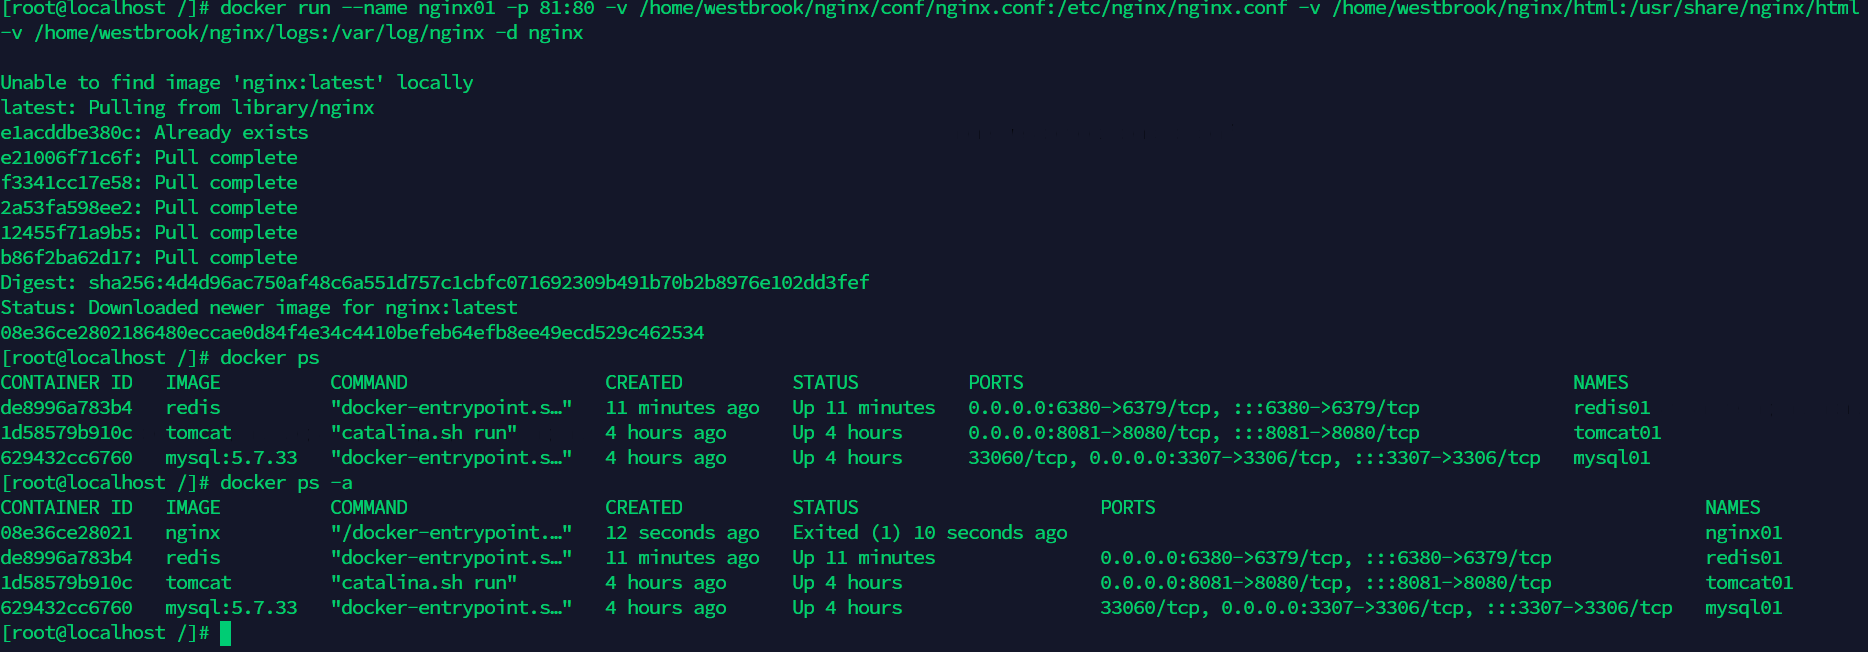 [root@localhost /]# docker run --name nginx01 -p 81:80 -v /home/westbrook/nginx/conf/nginx.conf:/etc/nginx/nginx.conf -v /home/westbrook/nginx/html:/usr/share/nginx/html
-v /home/westbrook/nginx/logs:/var/log/nginx -d nginx
Unable to find image 'nginx:latest' locally
latest: Pulling from library/nginx
e1acddbe380c: Already exists
e21006f71c6f: Pull complete
f3341cc17e58: Pull complete
2a53fa598ee2: Pull complete
12455f71a9b5: Pull complete
b86f2ba62d17: Pull complete
Digest: sha256:4d4d96ac750af48c6a551d757c1cbfc071692309b491b70b2b8976e102dd3fef
Status: Downloaded newer image for nginx:latest
08e36ce2802186480eccae0d84f4e34c4410befeb64efb8ee49ecd529c462534
[root@localhost /]# docker ps
CONTAINER ID   IMAGE          COMMAND                  CREATED          STATUS          PORTS                                                  NAMES
de8996a783b4   redis          "docker-entrypoint.s…"   11 minutes ago   Up 11 minutes   0.0.0.0:6380->6379/tcp, :::6380->6379/tcp              redis01
1d58579b910c   tomcat         "catalina.sh run"        4 hours ago      Up 4 hours      0.0.0.0:8081->8080/tcp, :::8081->8080/tcp              tomcat01
629432cc6760   mysql:5.7.33   "docker-entrypoint.s…"   4 hours ago      Up 4 hours      33060/tcp, 0.0.0.0:3307->3306/tcp, :::3307->3306/tcp   mysql01
[root@localhost /]# docker ps -a
CONTAINER ID   IMAGE          COMMAND                  CREATED          STATUS                      PORTS                                                  NAMES
08e36ce28021   nginx          "/docker-entrypoint.…"   12 seconds ago   Exited (1) 10 seconds ago                                                          nginx01
de8996a783b4   redis          "docker-entrypoint.s…"   11 minutes ago   Up 11 minutes               0.0.0.0:6380->6379/tcp, :::6380->6379/tcp              redis01
1d58579b910c   tomcat         "catalina.sh run"        4 hours ago      Up 4 hours                  0.0.0.0:8081->8080/tcp, :::8081->8080/tcp              tomcat01
629432cc6760   mysql:5.7.33   "docker-entrypoint.s…"   4 hours ago      Up 4 hours                  33060/tcp, 0.0.0.0:3307->3306/tcp, :::3307->3306/tcp   mysql01
[root@localhost /]#